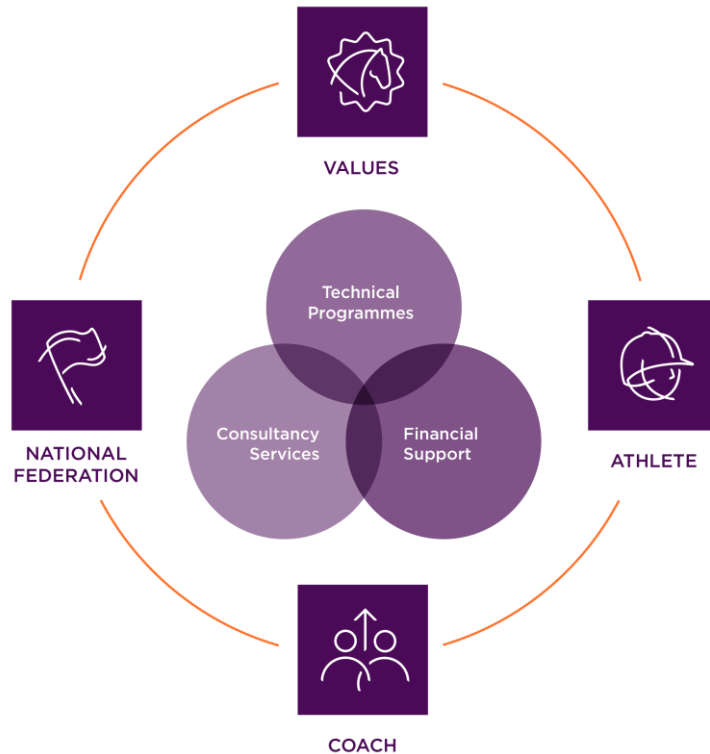 VALUES
Technical
Programmes
Consultancy
Services
Financial
Support
NATIONAL
FEDERATION
ATHLETE
COACH